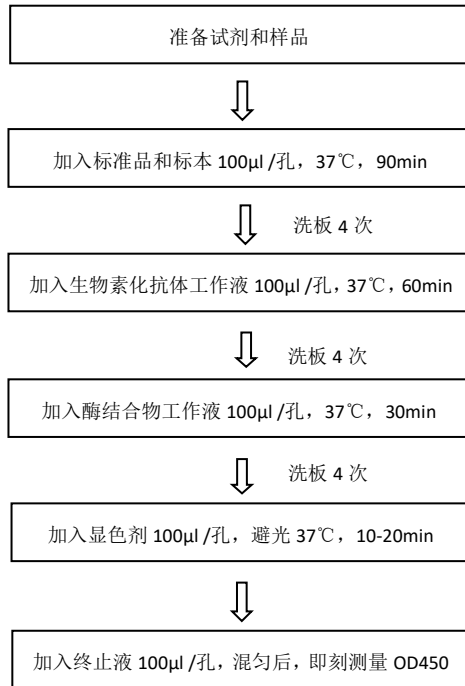 准备试剂和样品
加入标准品和标本 100μl /孔，37℃，90min
洗板 4 次
加入生物素化抗体工作液 100μl /孔，37℃，60min
洗板 4 次
加入酶结合物工作液 100μl /孔，37℃，30min
洗板 4 次
加入显色剂 100μl /孔，避光 37℃，10-20min
加入终止液 100μl /孔，混匀后，即刻测量 OD450